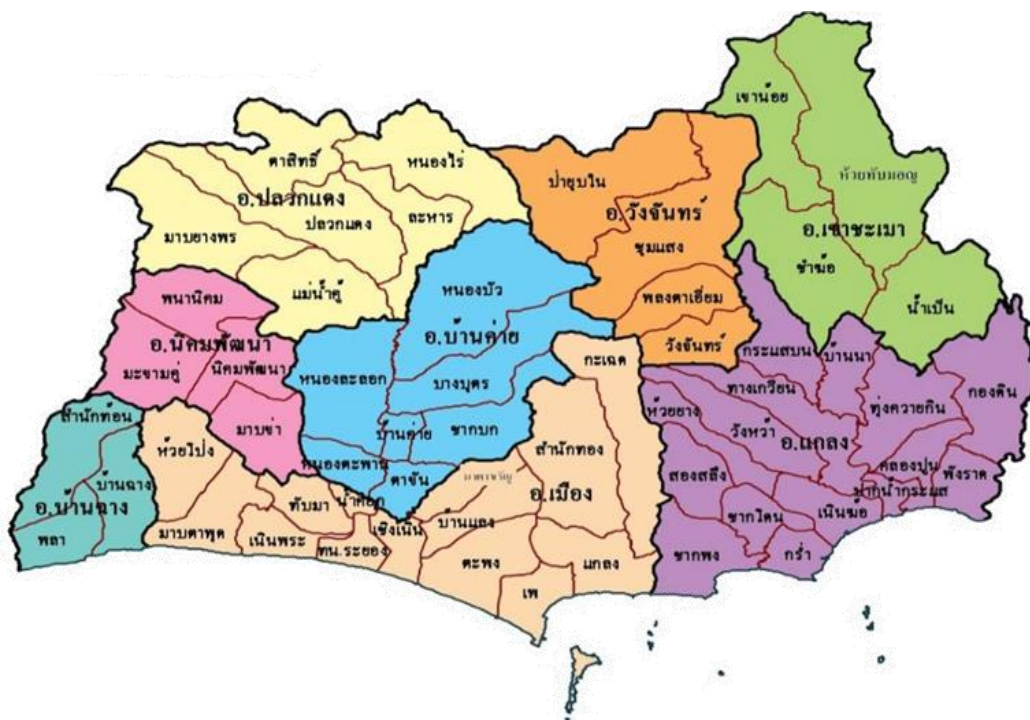 เขาน้อย
ห้วยทับมอญ
อ.เขาชะเมา
ชำฆ้อ
น้ำเป็น
ตาสิทธิ์
หนองไร่
อ.ปลวกแดง
ปลวกแดง
ละหาร
มาบยางพร
แม่น้ำคู้
ป่ายุบใน
อ.วังจันทร์
ชุมแสง
พลงตาเอี่ยม
วังจันทร์
พนานิคม
อ.นิคมพัฒนา
มะขามคู่
นิคมพัฒนา
มาบข่า
หนองบัว
อ.บ้านค่าย
หนองละลอก
บางบุตร
บ้านค่าย
ชากบก
หนองตะพาน
ตาขัน
สำนักท้อน
บ้านฉาง
อ.บ้านฉาง
พลา
กะเฉด
สำนักทอง
อ.เมือง
ห้วยโป่ง
ทับมา
น้ำคอก
เชิงเนิน
บ้านแลง
มาบตาพุด
เนินพระ
ทน.ระยอง
ตะพง
แกลง
เพ
กระแสบน
บ้านนา
กองดิน
ทางเกวียน
ห้วยยาง
ทุ่งควายกิน
วังหว้า
อ.แกลง
สองสลึง
คลองปูน
พังราด
ปากน้ำกระแส
ชากโดน
เนินฆ้อ
ชากพง
กร่ำ